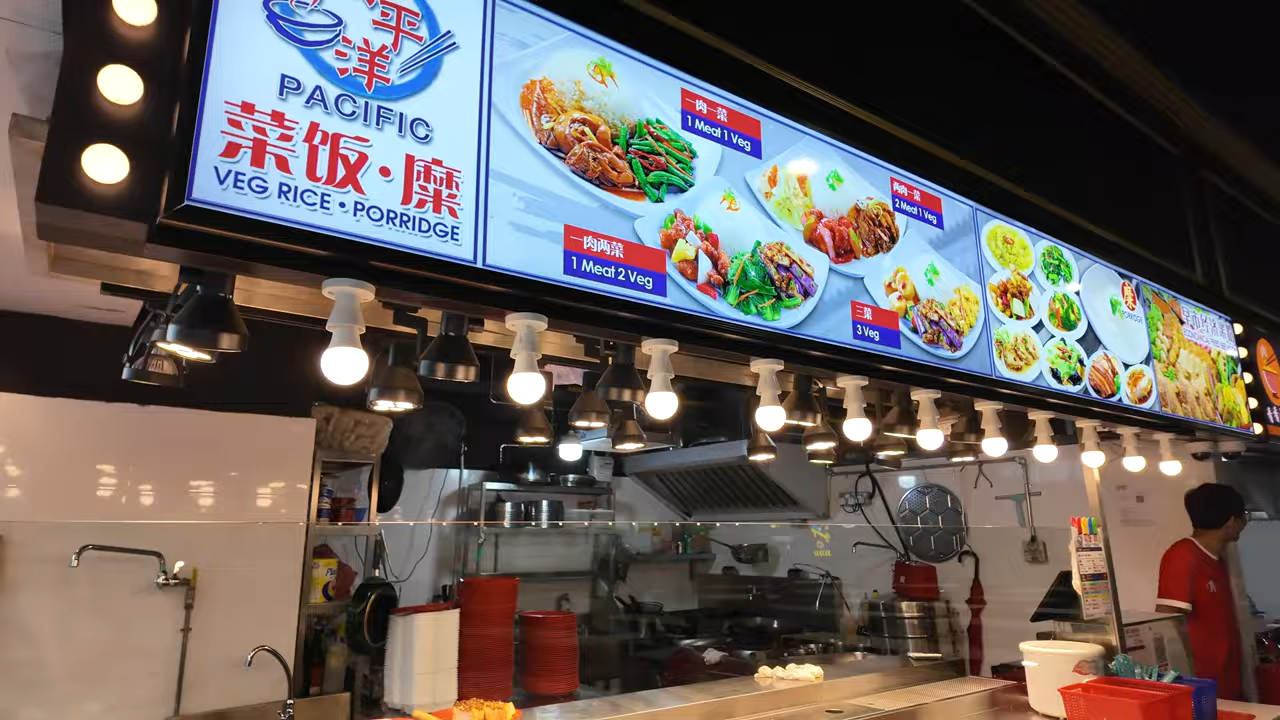 平
洋
PACIFIC
菜饭·糜
VEG RICE • PORRIDGE
一肉一菜
1 Meat 1 Veg
一肉两菜
1 Meat 2 Veg
两肉一菜
2 Meat 1 Veg
三菜
3 Veg
糜
PORRIDGE